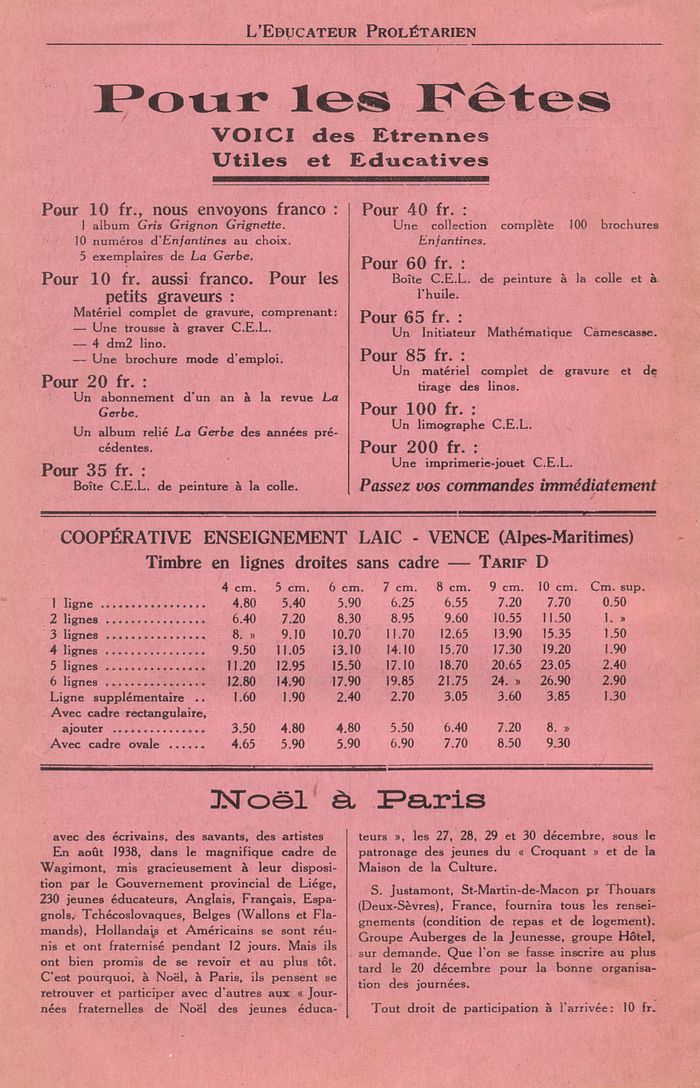 L'Educateur Prolétarien
Pour les Fêtes
VOICI des Etrennes
Utiles et Educatives
Pour 10 fr., nous envoyons franco :
1 album Gris Grignon Grignette.
10 numéros d'Enfantines au choix.
5 exemplaires de La Gerbe.
Pour 10 fr. aussi franco. Pour les
petits graveurs :
Matériel complet de gravure, comprenant:
— Une trousse à graver C.E.L.
— 4 dm2 lino.
— Une brochure mode d'emploi.
Pour 20 fr. :
Un abonnement d'un an à la revue La
Gerbe.
Un album relié La Gerbe des années pré-
cédentes.
Pour 35 fr. :
Boîte C.E.L. de peinture à la colle.
Pour 40 fr. :
Une collection complète 100 brochures
Enfantines.
Pour 60 fr. :
Boîte C.E.L. de peinture à la colle et à
l'huile.
Pour 65 fr. :
Un Initiateur Mathématique Camescasse.
Pour 85 fr. :
Un matériel complet de gravure et de
tirage des linos.
Pour 100 fr. :
Un limographe C.E.L.
Pour 200 fr. :
Une imprimerie-jouet C.E.L.
Passez vos commandes immédiatement
COOPÉRATIVE ENSEIGNEMENT LAIC - VENCE (Alpes-Maritimes)
Timbre en lignes droites sans cadre — TARIF D
4 cm. 5 cm. 6 cm. 7 cm. 8 cm. 9 cm. 10 cm. Cm. sup.
1 ligne ................. 4.80 5.40 5.90 6.25 6.55 7.20 7.70 0.50
2 lignes ................ 6.40 7.20 8.30 8.95 9.60 10.55 11.50 1. »
3 lignes ................ 8. » 9.10 10.70 11.70 12.65 13.90 15.35 1.50
4 lignes ................ 9.50 11.05 13.10 14.10 15.70 17.30 19.20 1.90
5 lignes ................ 11.20 12.95 15.50 17.10 18.70 20.65 23.05 2.40
6 lignes ................ 12.80 14.90 17.90 19.85 21.75 24. » 26.90 2.90
Ligne supplémentaire .. 1.60 1.90 2.40 2.70 3.05 3.60 3.85 1.30
Avec cadre rectangulaire,
ajouter ............... 3.50 4.80 4.80 5.50 6.40 7.20 8. »
Avec cadre ovale ...... 4.65 5.90 5.90 6.90 7.70 8.50 9.30
Noël à Paris
avec des écrivains, des savants, des artistes
En août 1938, dans le magnifique cadre de
Wagimont, mis gracieusement à leur disposi-
tion par le Gouvernement provincial de Liége,
230 jeunes éducateurs, Anglais, Français, Espa-
gnols, Tchécoslovaques, Belges (Wallons et Fla-
mands), Hollandais et Américains se sont réu-
nis et ont fraternisé pendant 12 jours. Mais ils
ont bien promis de se revoir et au plus tôt.
C'est pourquoi, à Noël, à Paris, ils pensent se
retrouver et participer avec d'autres aux « Jour-
nées fraternelles de Noël des jeunes éduca-
teurs », les 27, 28, 29 et 30 décembre, sous le
patronage des jeunes du « Croquant » et de la
Maison de la Culture.
S. Justamont, St-Martin-de-Macon pr Thouars
(Deux-Sèvres), France, fournira tous les rensei-
gnements (condition de repas et de logement).
Groupe Auberges de la Jeunesse, groupe Hôtel,
sur demande. Que l'on se fasse inscrire au plus
tard le 20 décembre pour la bonne organisa-
tion des journées.
Tout droit de participation à l'arrivée: 10 fr.